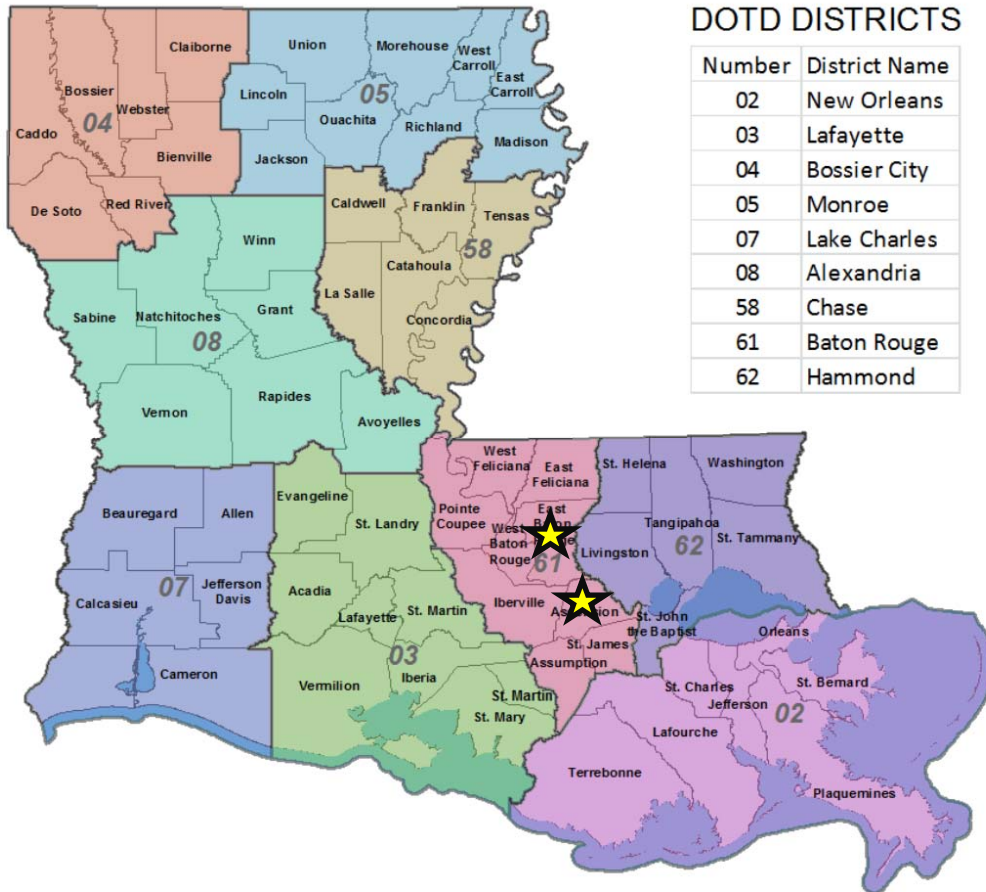 DOTD DISTRICTS
Number District Name
02 New Orleans
03 Lafayette
04 Bossier City
05 Monroe
07 Lake Charles
08 Alexandria
58 Chase
61 Baton Rouge
62 Hammond
Claiborne
Union
Morehouse
West
Carroll
East
Carroll
Bossier
Webster
Lincoln
05
04
Ouachita
Caddo
Richland
Madison
Bienville
Jackson
De Soto
Red River
Caldwell
Franklin
Tensas
Winn
58
Catahoula
La Salle
Sabine
Natchitoches
Grant
Concordia
08
Rapides
Vernon
Avoyelles
West
Feliciana
East
Feliciana
St. Helena
Washington
Evangeline
Pointe
Coupee
Beauregard
Allen
St. Landry
East
Tangipahoa
West
Baton
Rouge
62
St. Tammany
Livingston
61
07
Jefferson
Davis
Acadia
Calcasieu
Iberville
Lafayette
St. Martin
St. John
the Baptist
Orleans
St. James
03
Assumption
Cameron
Vermilion
Iberia
St. Martin
St. Charles
St. Bernard
Jefferson
02
St. Mary
Lafourche
Terrebonne
Plaquemines